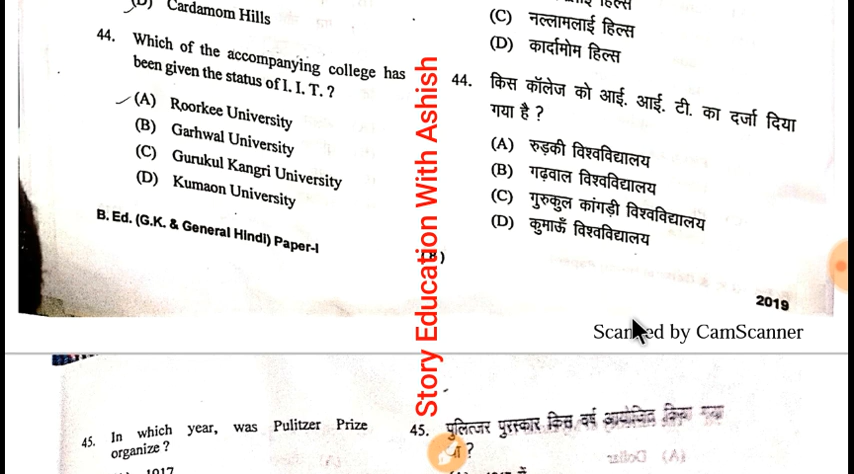 (D) Cardamom Hills
44. Which of the accompanying college has
been given the status of I. I. T. ?
(A) Roorkee University
(B) Garhwal University
(C) Gurukul Kangri University
(D) Kumaon University
B. Ed. (G.K. & General Hindi) Paper-I
हिल्स
(C) नल्लामलाई हिल्स
(D) कार्दामोम हिल्स
44. किस कॉलेज को आई. आई. टी. का दर्जा दिया
गया है ?
(A) रुड़की विश्वविद्यालय
(B) गढ़वाल विश्वविद्यालय
(C) गुरुकुल कांगड़ी विश्वविद्यालय
(D) कुमाऊँ विश्वविद्यालय
( 8 )
2019
Scanned by CamScanner
Story Education With Ashish
45. In which year, was Pulitzer Prize
organize ?
1917
45. पुलित्जर पुरस्कार किस वर्ष आयोजित किया गया
था ?